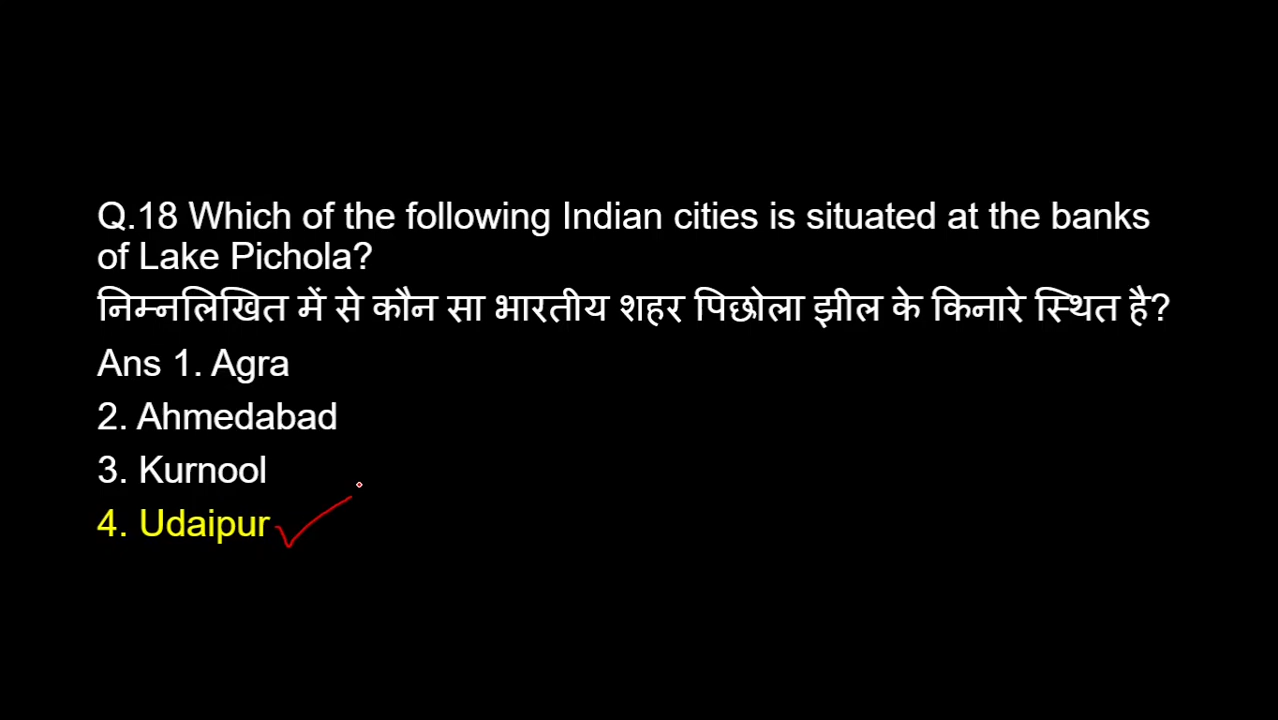 Q.18 Which of the following Indian cities is situated at the banks
of Lake Pichola?
निम्नलिखित में से कौन सा भारतीय शहर पिछोला झील के किनारे स्थित है?
Ans 1. Agra
2. Ahmedabad
3. Kurnool
4. Udaipur